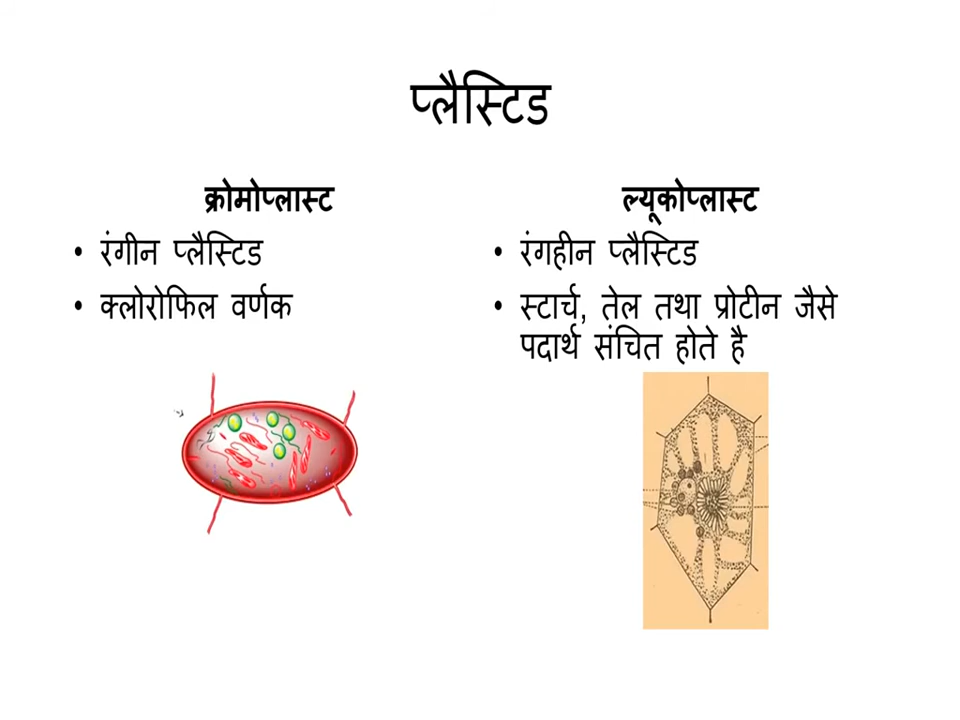 प्लैस्टिड
क्रोमोप्लास्ट
• रंगीन प्लैस्टिड
• क्लोरोफिल वर्णक
ल्यूकोप्लास्ट
• रंगहीन प्लैस्टिड
• स्टार्च, तेल तथा प्रोटीन जैसे
पदार्थ संचित होते है